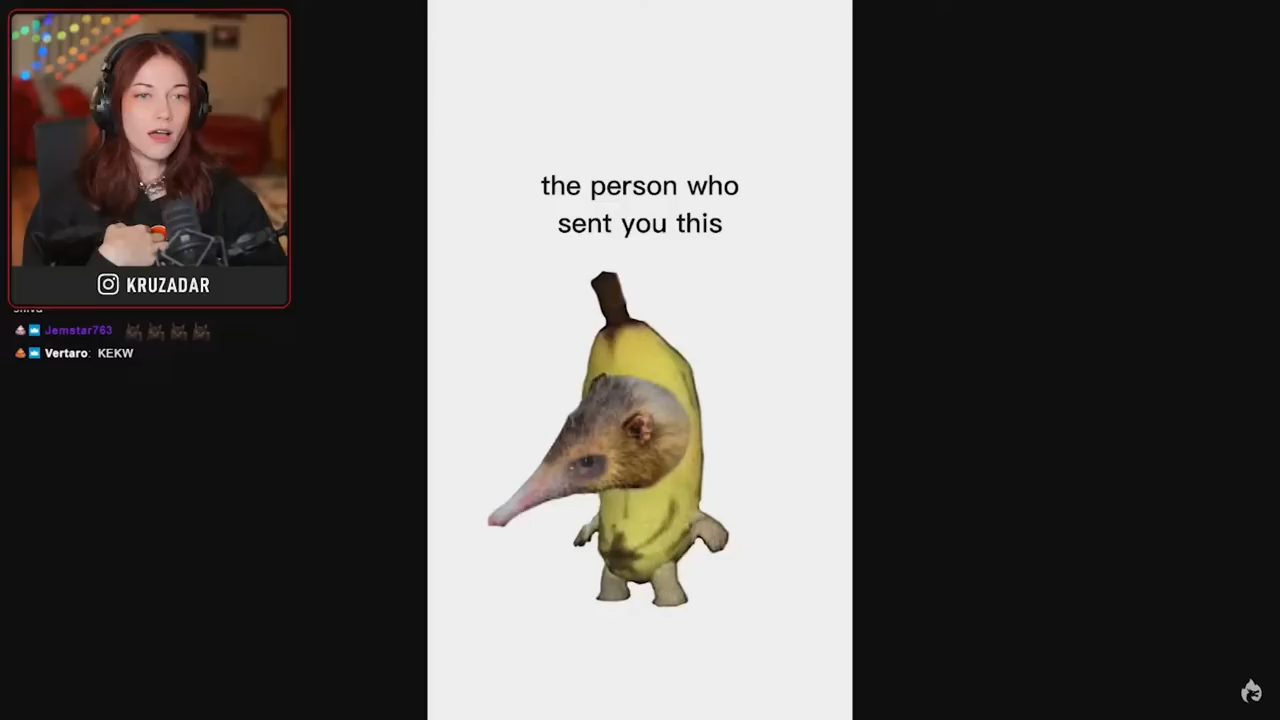 KRUZADAR
the person who
sent you this
Jemstar763
Vertaro: KEKW